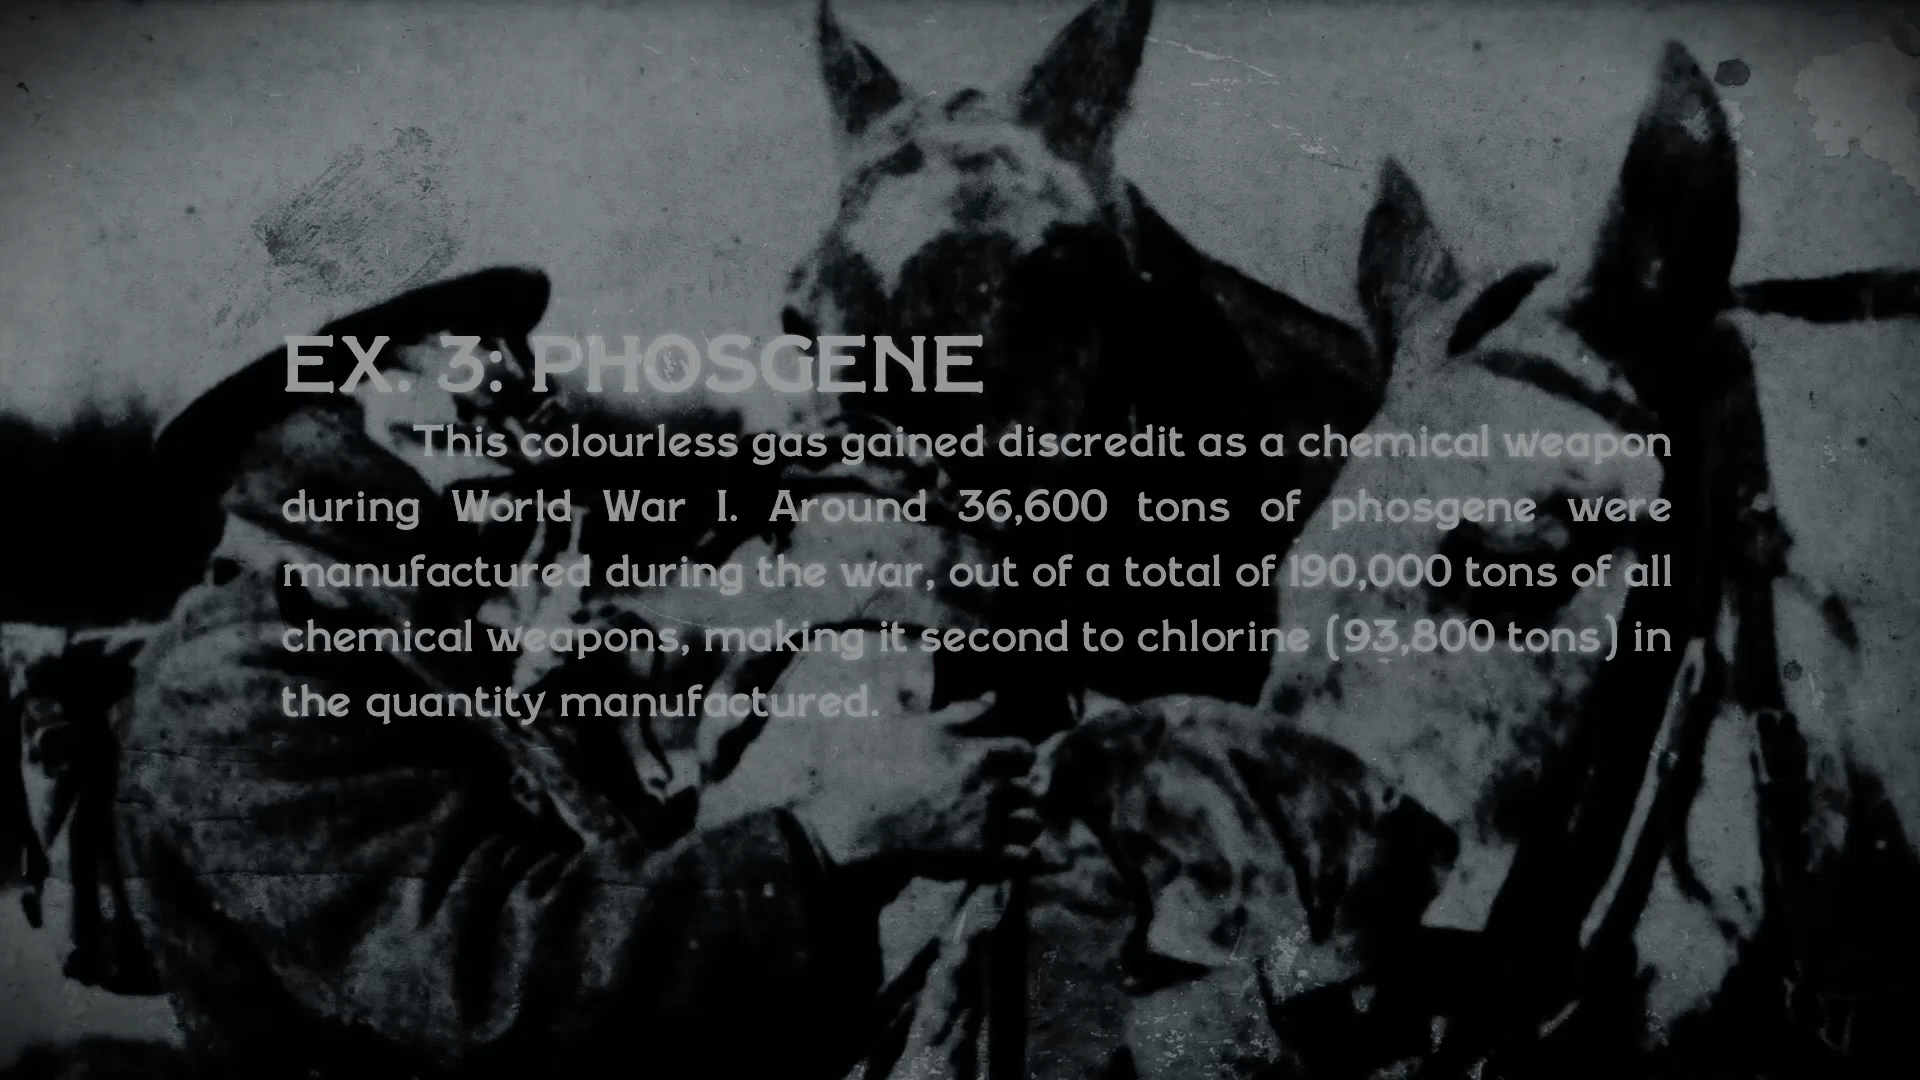 EX. 3: PHOSGENE
This colourless gas gained discredit as a chemical weapon
during World War I. Around 36,600 tons of phosgene were
manufactured during the war, out of a total of 190,000 tons of all
chemical weapons, making it second to chlorine (93,800 tons) in
the quantity manufactured.